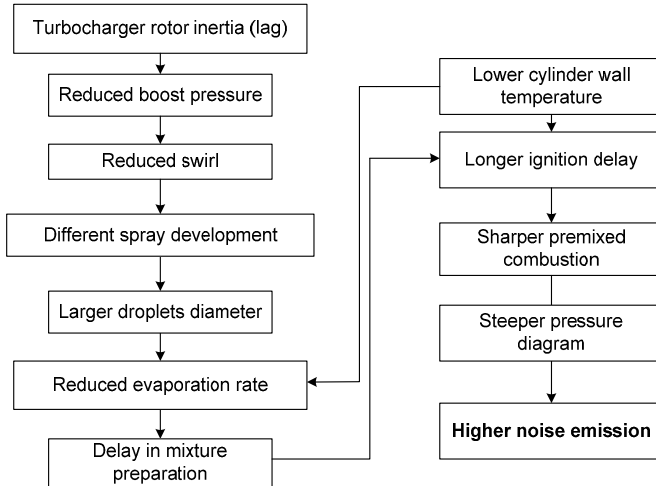 Turbocharger rotor inertia (lag)
Reduced boost pressure
Reduced swirl
Different spray development
Larger droplets diameter
Reduced evaporation rate
Delay in mixture
preparation
Lower cylinder wall
temperature
Longer ignition delay
Sharper premixed
combustion
Steeper pressure
diagram
Higher noise emission